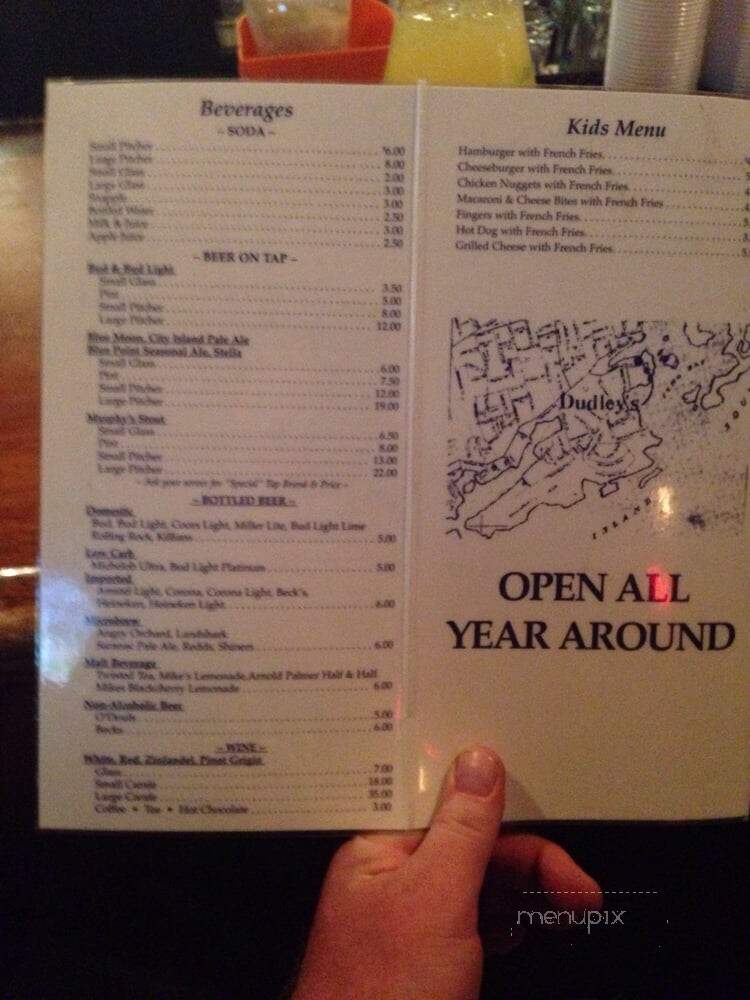 Beverages
~ SODA ~
Small Pitcher 6.00
Large Pitcher 8.00
Small Glass 2.00
Large Glass 3.00
Snapple 3.00
Bottled Water 2.50
Milk & Juice 3.00
Apple Juice 2.50
~ BEER ON TAP ~
Bud & Bud Light
Small Glass 3.50
Pint 5.00
Small Pitcher 8.00
Large Pitcher 12.00
Blue Moon, City Island Pale Ale
Blue Point Seasonal Ale, Stella
Small Glass 6.00
Pint 7.50
Small Pitcher 12.00
Large Pitcher 19.00
Murphy's Stout
Small Glass 6.50
Pint 8.00
Small Pitcher 13.00
Large Pitcher 22.00
~ Ask your server for "Special" Tap Brand & Price ~
~ BOTTLED BEER ~
Domestic
Bud, Bud Light, Coors Light, Miller Lite, Bud Light Lime
Rolling Rock, Killians 5.00
Low Carb
Michelob Ultra, Bud Light Platinum 5.00
Imported
Amstel Light, Corona, Corona Light, Beck's,
Heineken, Heineken Light 6.00
Microbrew
Angry Orchard, Landshark
Pale Ale, Redds, Shiners 6.00
Malt Beverage
Twisted Tea, Mike's Lemonade, Arnold Palmer Half & Half
Mikes Blackcherry Lemonade 6.00
Non-Alcoholic Beer
O'Douls 5.00
Becks 6.00
~ WINE ~
White, Red, Zinfandel, Pinot Gright
Glass 7.00
Small Carafe 18.00
Large Carafe 35.00
Coffee • Tea • Hot Chocolate 3.00
Kids Menu
Hamburger with French Fries
Cheeseburger with French Fries
Chicken Nuggets with French Fries
Macaroni & Cheese Bites with French Fries
Fingers with French Fries
Hot Dog with French Fries
Grilled Cheese with French Fries
Dudley's
ISLAND
OPEN ALL
YEAR AROUND
menupix